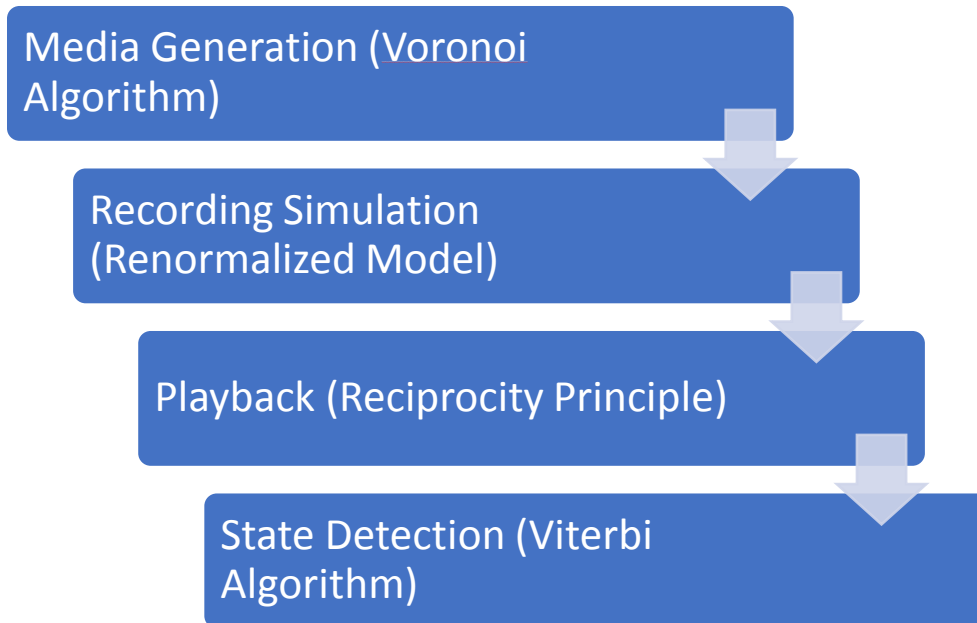 Media Generation (Voronoi
Algorithm)
Recording Simulation
(Renormalized Model)
Playback (Reciprocity Principle)
State Detection (Viterbi
Algorithm)